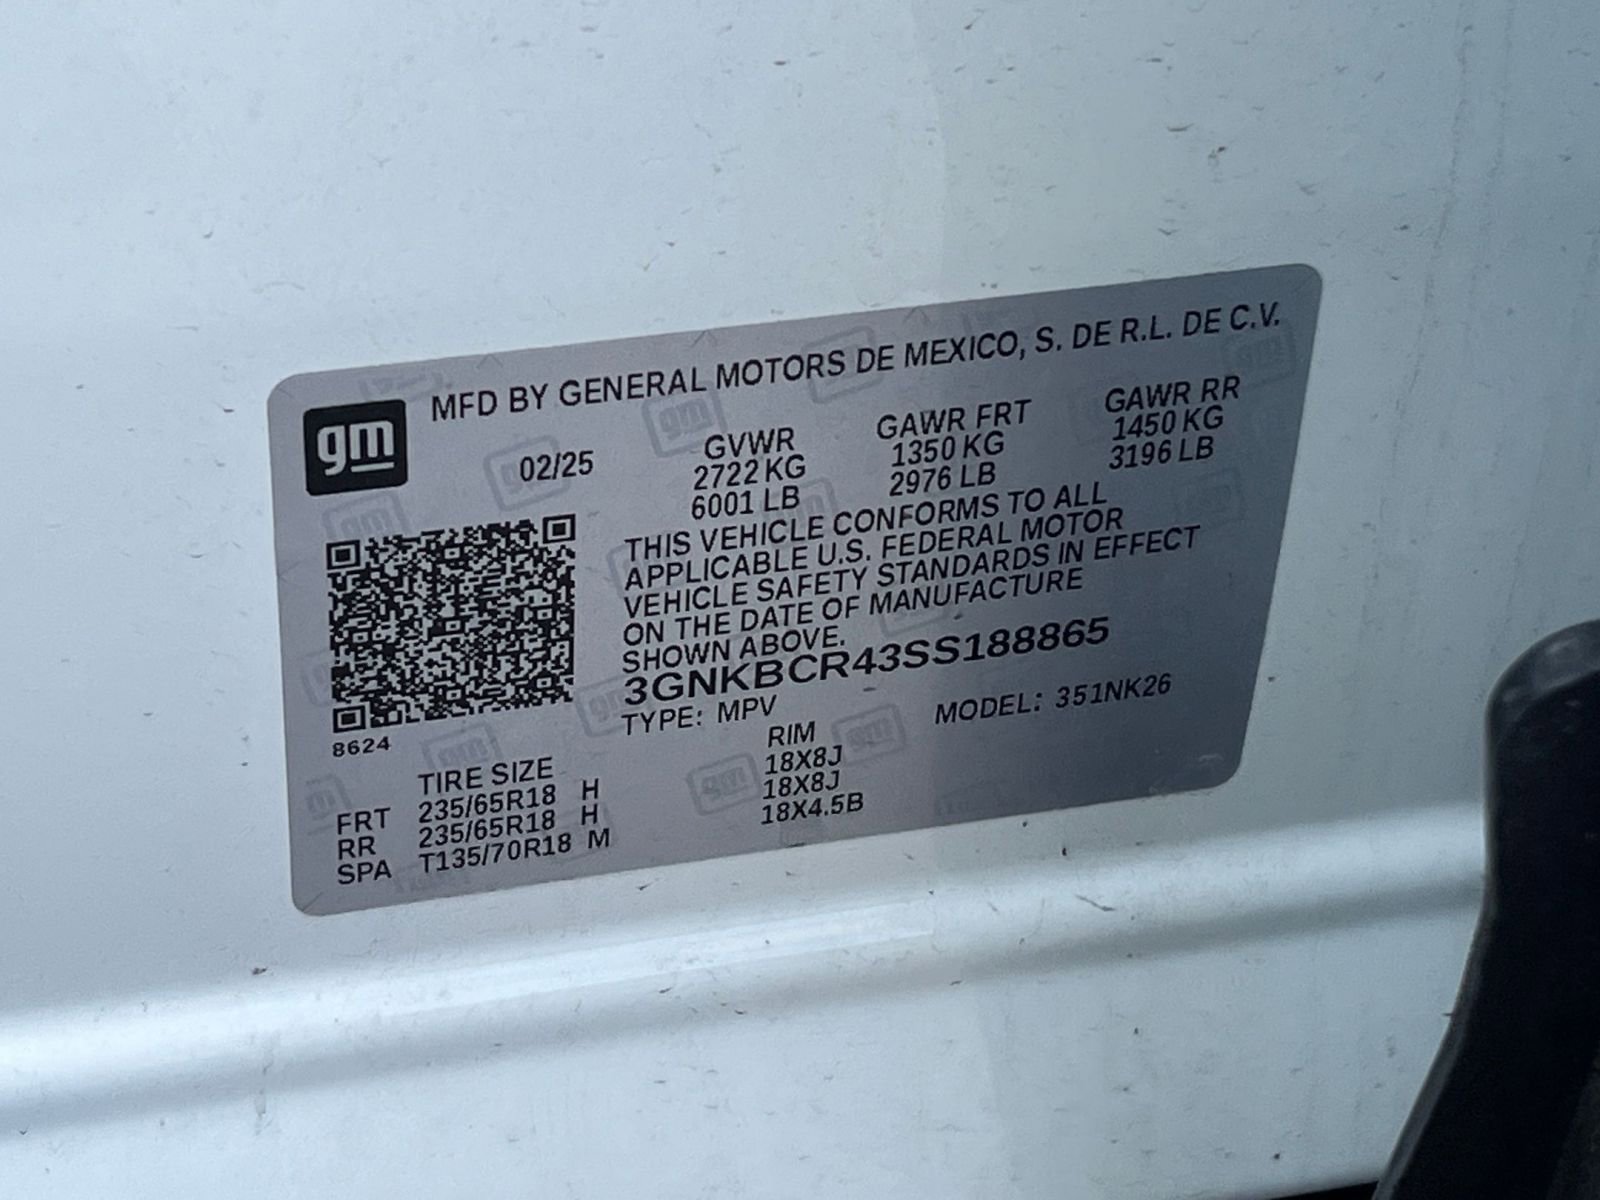 MFD BY GENERAL MOTORS DE MEXICO, S. DE R.L. DE C.V.
gm
02/25 GVWR GAWR FRT GAWR RR
2722 KG 1350 KG 1450 KG
6001 LB 2976 LB 3196 LB
THIS VEHICLE CONFORMS TO ALL
APPLICABLE U.S. FEDERAL MOTOR
VEHICLE SAFETY STANDARDS IN EFFECT
ON THE DATE OF MANUFACTURE
SHOWN ABOVE.
3GNKBCR43SS188865
TYPE: MPV MODEL: 351NK26
8624
TIRE SIZE RIM
FRT 235/65R18 H 18X8J
RR 235/65R18 H 18X8J
SPA T135/70R18 M 18X4.5B